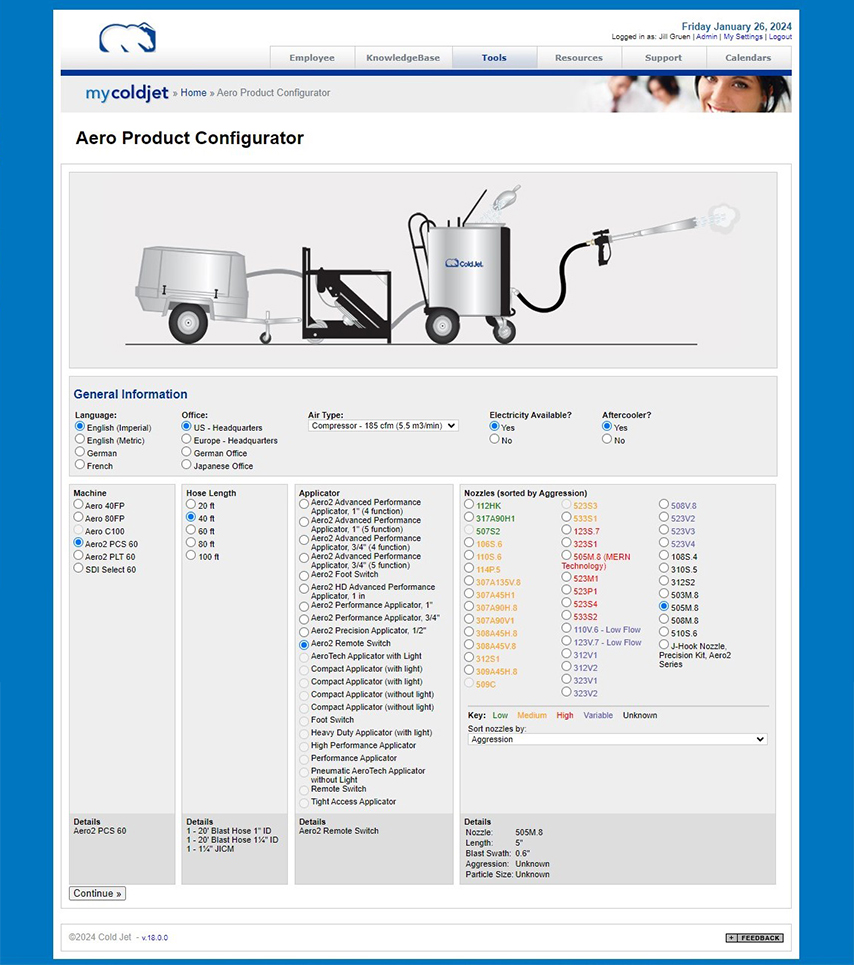 Friday January 26, 2024
Logged in as: Jill Gruen | Admin | My Settings | Logout
Employee KnowledgeBase Tools Resources Support Calendars
mycoldjet » Home » Aero Product Configurator
Aero Product Configurator
ColdJet.
General Information
Language:
English (Imperial)
English (Metric)
German
French
Office:
US - Headquarters
Europe - Headquarters
German Office
Japanese Office
Air Type:
Compressor - 185 cfm (5.5 m3/min)
Electricity Available?
Yes
No
Aftercooler?
Yes
No
Machine
Aero 40FP
Aero 80FP
Aero C100
Aero2 PCS 60
Aero2 PLT 60
SDI Select 60
Details
Aero2 PCS 60
Hose Length
20 ft
40 ft
60 ft
80 ft
100 ft
Details
1 - 20' Blast Hose 1" ID
1 - 20' Blast Hose 1¼" ID
1 - 1¼" JICM
Applicator
Aero2 Advanced Performance
Applicator, 1" (4 function)
Aero2 Advanced Performance
Applicator, 1" (5 function)
Aero2 Advanced Performance
Applicator, 3/4" (4 function)
Aero2 Advanced Performance
Applicator, 3/4" (5 function)
Aero2 Foot Switch
Aero2 HD Advanced Performance
Applicator, 1 in
Aero2 Performance Applicator, 1"
Aero2 Performance Applicator, 3/4"
Aero2 Precision Applicator, 1/2"
Aero2 Remote Switch
AeroTech Applicator with Light
Compact Applicator (with light)
Compact Applicator (with light)
Compact Applicator (without light)
Compact Applicator (without light)
Foot Switch
Heavy Duty Applicator (with light)
High Performance Applicator
Performance Applicator
Pneumatic AeroTech Applicator
without Light
Remote Switch
Tight Access Applicator
Details
Aero2 Remote Switch
Nozzles (sorted by Aggression)
112HK
317A90H1
507S2
106S.6
110S.6
114P.5
307A135V.8
307A45H1
307A90H.8
307A90V1
308A45H.8
308A45V.8
312S1
309A45H.8
509C
523S3
533S1
123S.7
323S1
505M.8 (MERN
Technology)
523M1
523P1
523S4
533S2
110V.6 - Low Flow
123V.7 - Low Flow
312V1
312V2
323V1
323V2
508V.8
523V2
523V3
523V4
108S.4
310S.5
312S2
503M.8
505M.8
508M.8
510S.6
J-Hook Nozzle,
Precision Kit, Aero2
Series
Key: Low Medium High Variable Unknown
Sort nozzles by:
Aggression
Details
Nozzle: 505M.8
Length: 5"
Blast Swath: 0.6"
Aggression: Unknown
Particle Size: Unknown
Continue »
©2024 Cold Jet - v.18.0.0
+ FEEDBACK